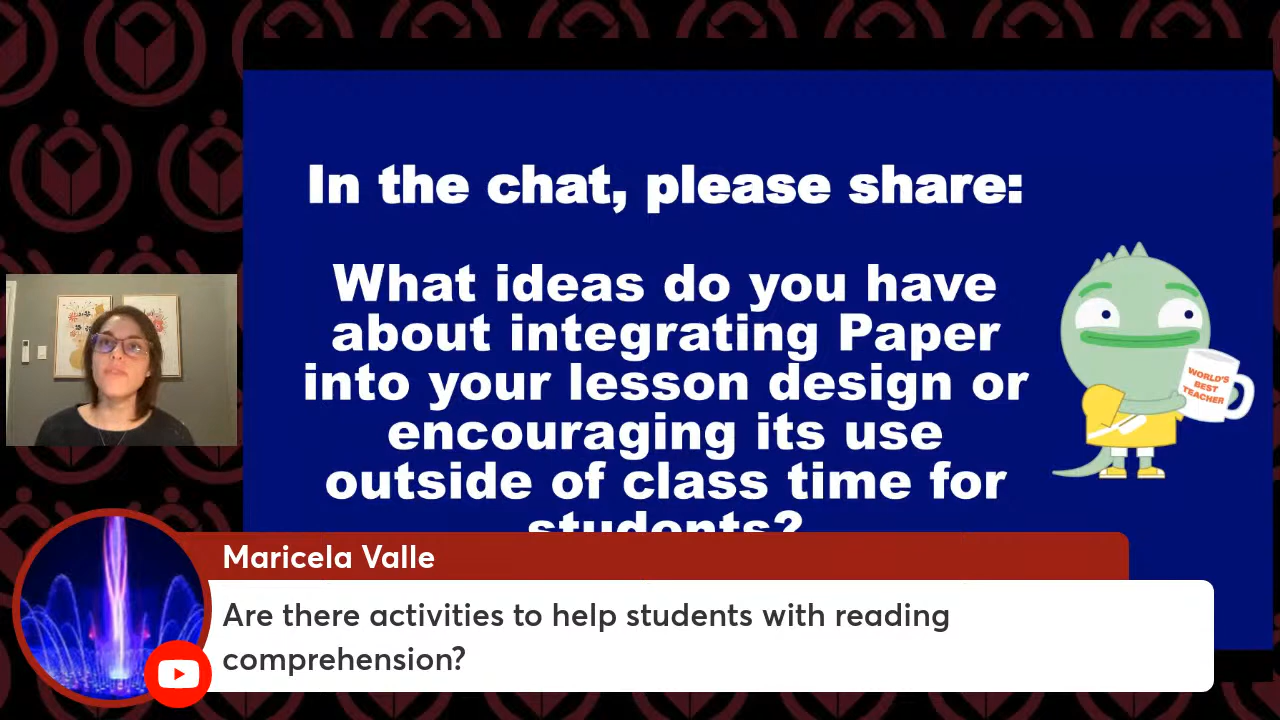 In the chat, please share:
What ideas do you have
about integrating Paper
into your lesson design or
encouraging its use
outside of class time for
students?
WORLD'S
BEST
TEACHER
Maricela Valle
Are there activities to help students with reading
comprehension?